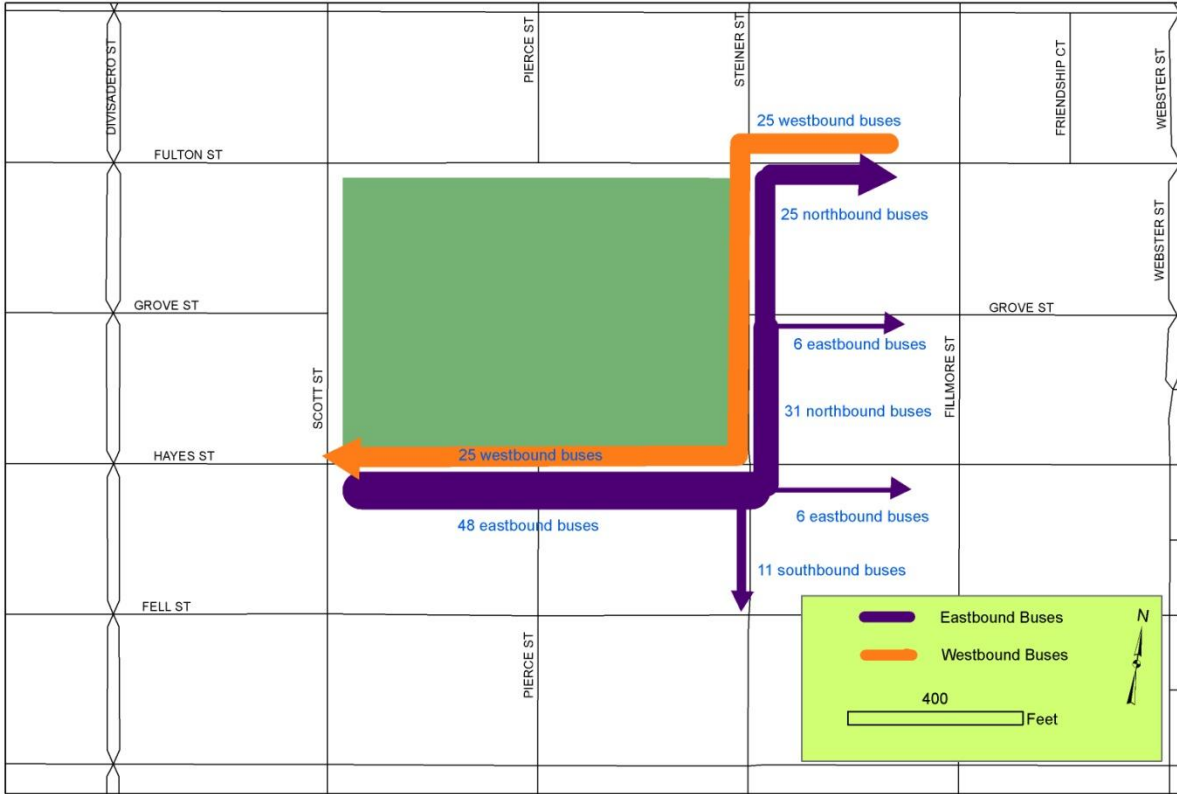 DIVISADERO ST
PIERCE ST
STEINER ST
FRIENDSHIP CT
WEBSTER ST
25 westbound buses
FULTON ST
25 northbound buses
WEBSTER ST
GROVE ST
GROVE ST
6 eastbound buses
SCOTT ST
FILLMORE ST
31 northbound buses
HAYES ST
25 westbound buses
48 eastbound buses
6 eastbound buses
11 southbound buses
FELL ST
PIERCE ST
Eastbound Buses
N
Westbound Buses
400
Feet